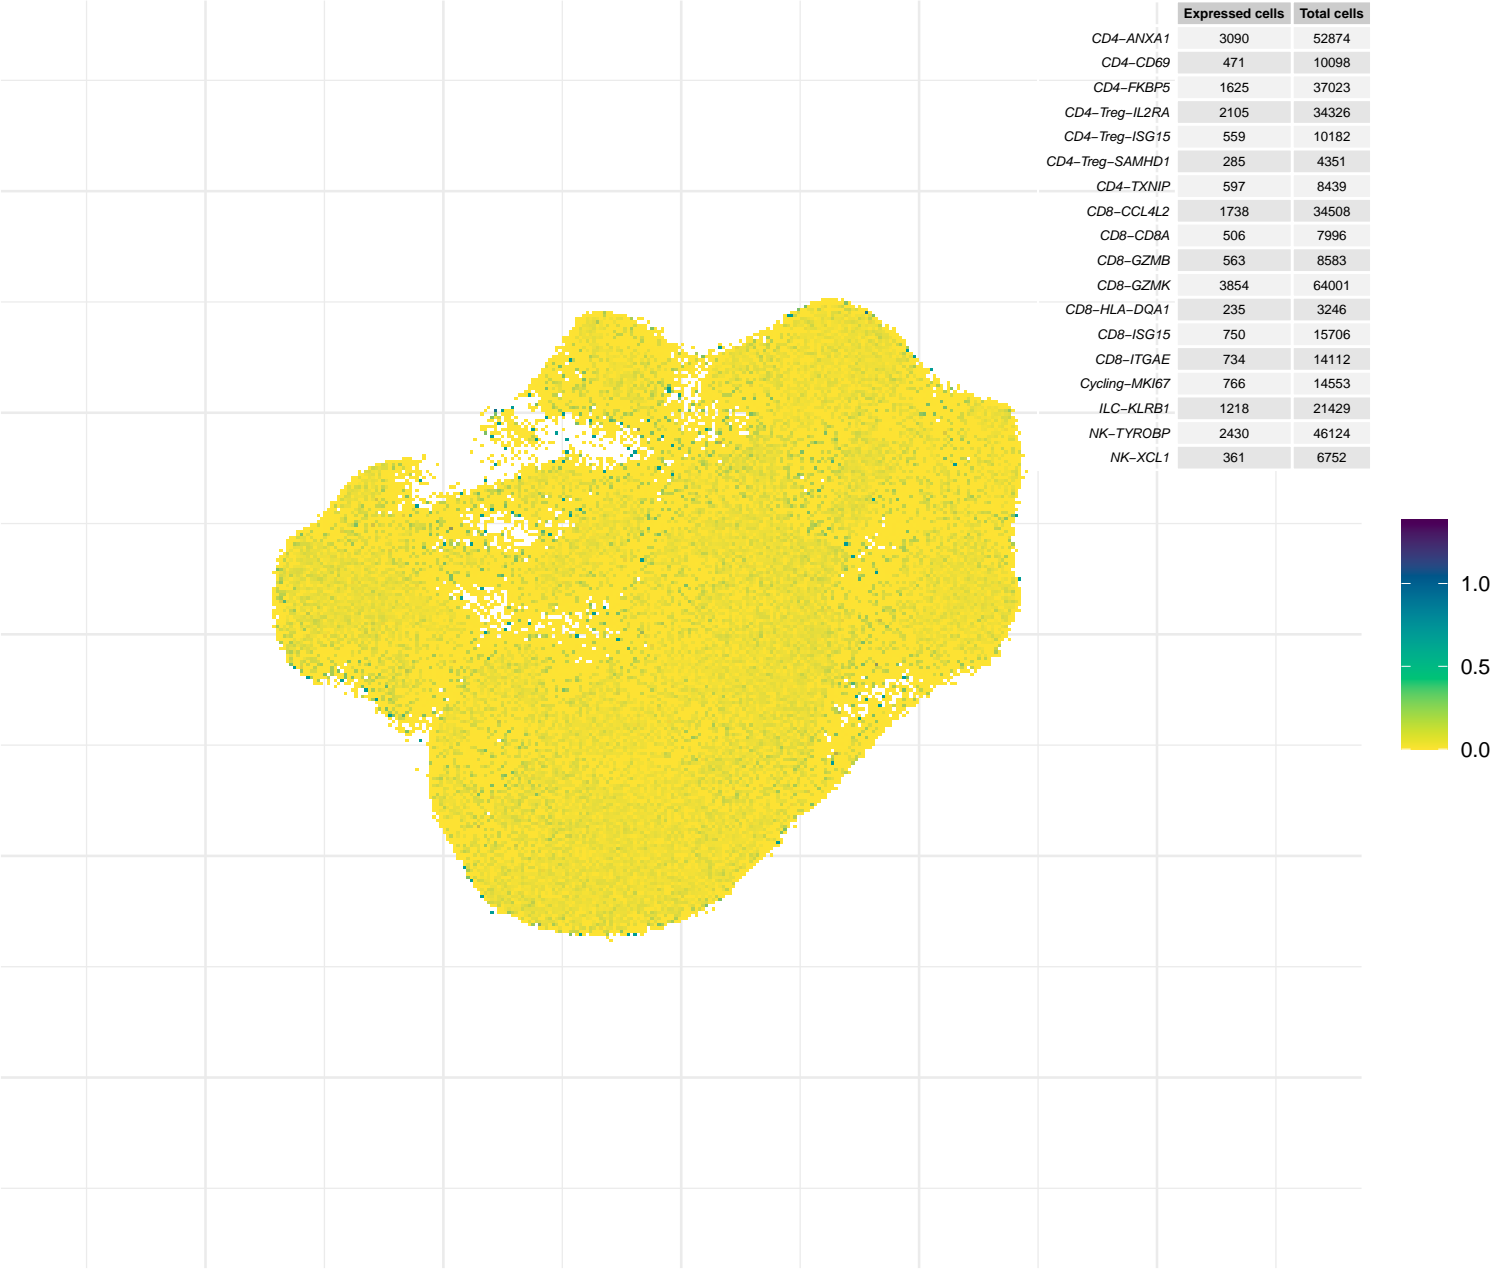 Expressed cells Total cells
CD4−ANXA1 3090 52874
CD4−CD69 471 10098
CD4−FKBP5 1625 37023
CD4−Treg−IL2RA 2105 34326
CD4−Treg−ISG15 559 10182
CD4−Treg−SAMHD1 285 4351
CD4−TXNIP 597 8439
CD8−CCL4L2 1738 34508
CD8−CD8A 506 7996
CD8−GZMB 563 8583
CD8−GZMK 3854 64001
CD8−HLA−DQA1 235 3246
CD8−ISG15 750 15706
CD8−ITGAE 734 14112
Cycling−MKI67 766 14553
ILC−KLRB1 1218 21429
NK−TYROBP 2430 46124
NK−XCL1 361 6752
1.0
0.5
0.0